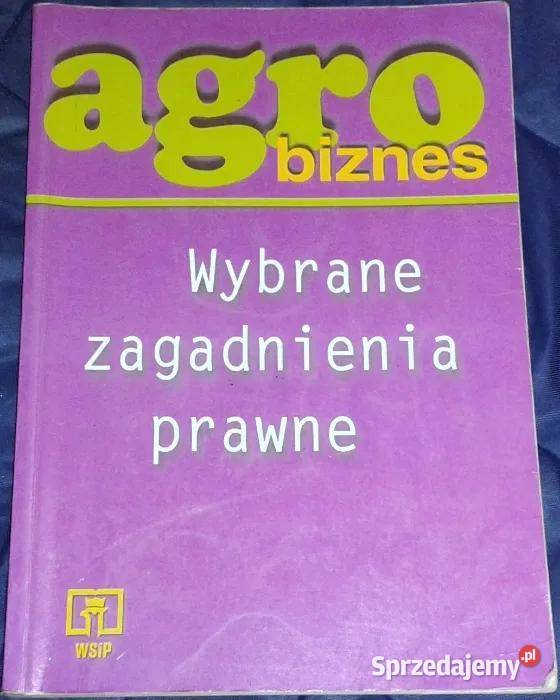 agro
biznes
Wybrane
zagadnienia
prawne
WSiP
Sprzedajemy.pl